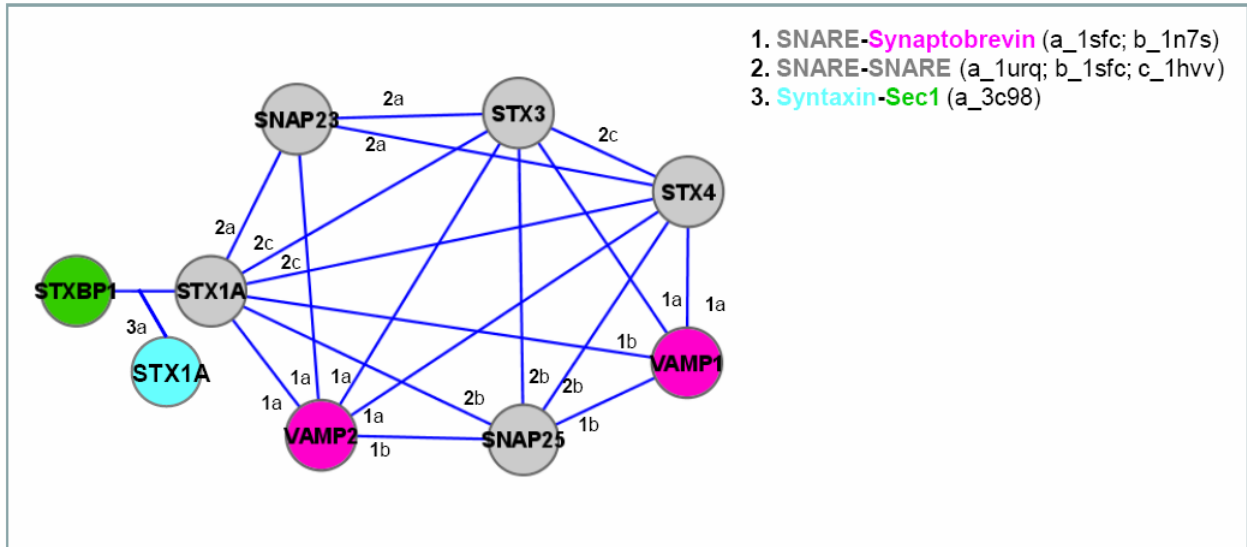 1. SNARE-Synaptobrevin (a_1sfc; b_1n7s)
2. SNARE-SNARE (a_1urq; b_1sfc; c_1hvv)
3. Syntaxin-Sec1 (a_3c98)
2a
STX3
SNAP23
2c
2a
STX4
2a
2c
2c
STXBP1
STX1A
1a
1a
3a
1b
VAMP1
STX1A
1a
1a
2b
2b
1a
2b
1a
1b
VAMP2
SNAP25
1b